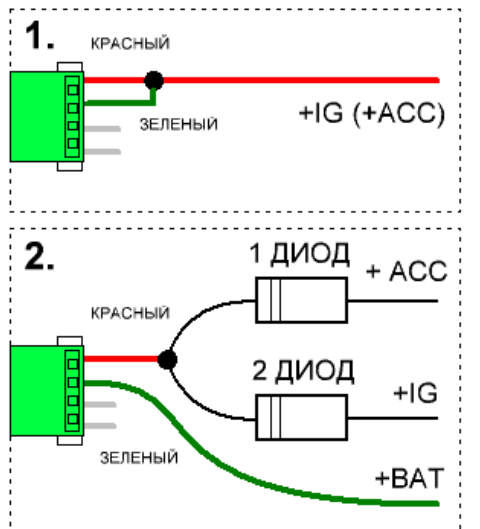 1.
КРАСНЫЙ
ЗЕЛЕНЫЙ
+IG (+ACC)
2.
1 ДИОД
+ ACC
КРАСНЫЙ
2 ДИОД
+IG
ЗЕЛЕНЫЙ
+BAT